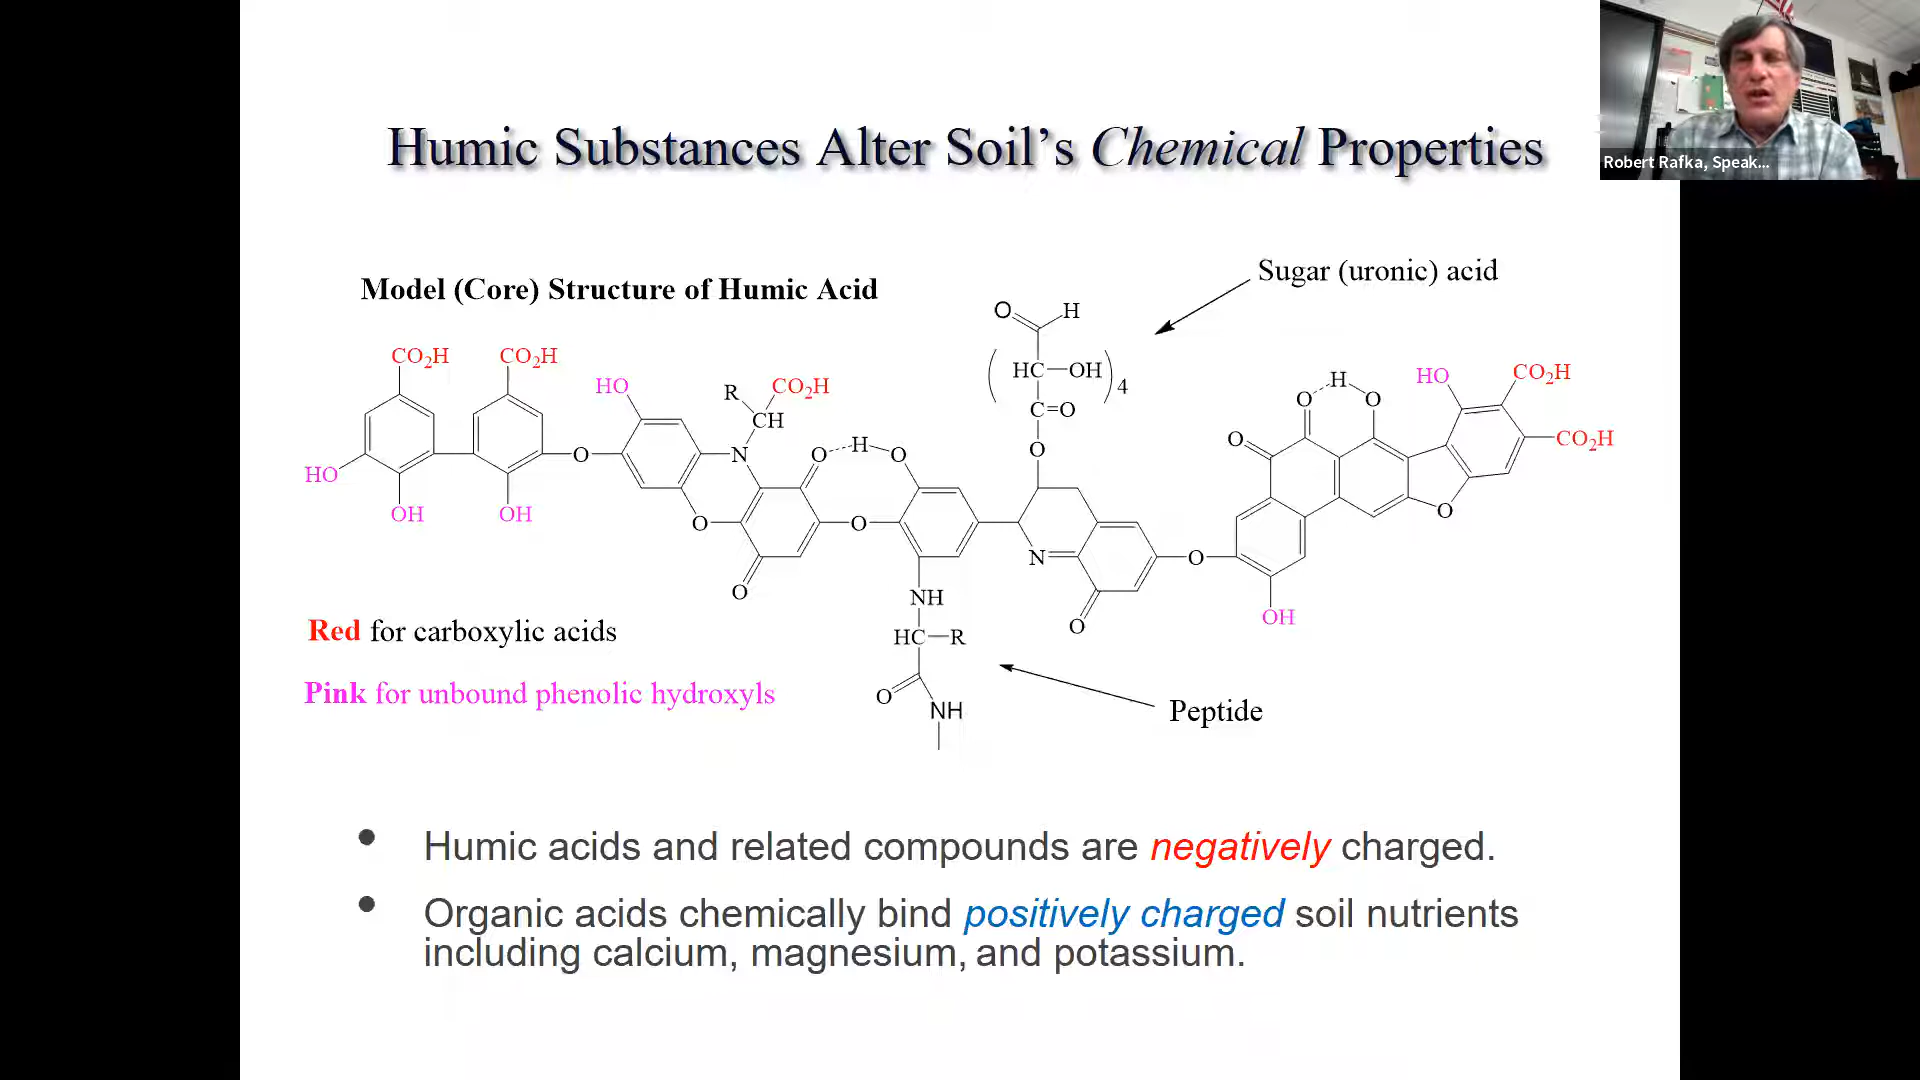 Humic Substances Alter Soil's Chemical Properties
Robert Rafka, Speak...
Sugar (uronic) acid
Model (Core) Structure of Humic Acid
O H
HC—OH
4
C=O
O
CO₂H CO₂H HO R CO₂H
CH
O H O
HO OH OH O N O
O O
NH
HC—R
O NH
N O O
O H O HO CO₂H
O CO₂H
O
OH
Red for carboxylic acids
Pink for unbound phenolic hydroxyls
Peptide
• Humic acids and related compounds are negatively charged.
• Organic acids chemically bind positively charged soil nutrients
including calcium, magnesium, and potassium.